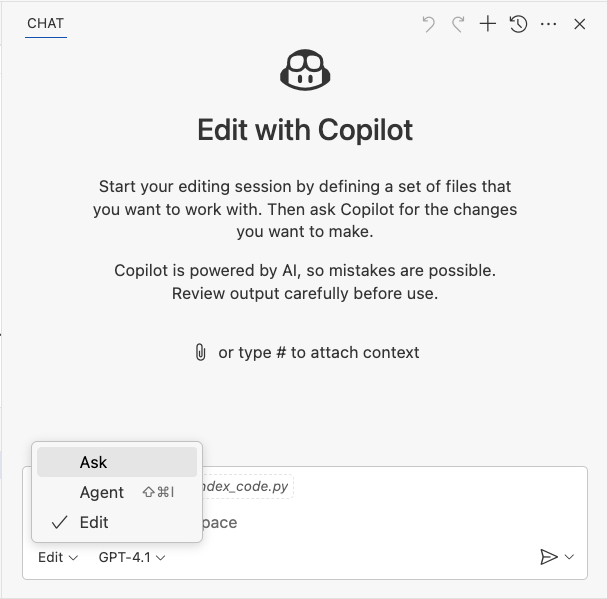 CHAT
Edit with Copilot
Start your editing session by defining a set of files that
you want to work with. Then ask Copilot for the changes
you want to make.
Copilot is powered by AI, so mistakes are possible.
Review output carefully before use.
or type # to attach context
Ask
Agent ⇧⌘I
Edit
ndex_code.py
pace
Edit
GPT-4.1